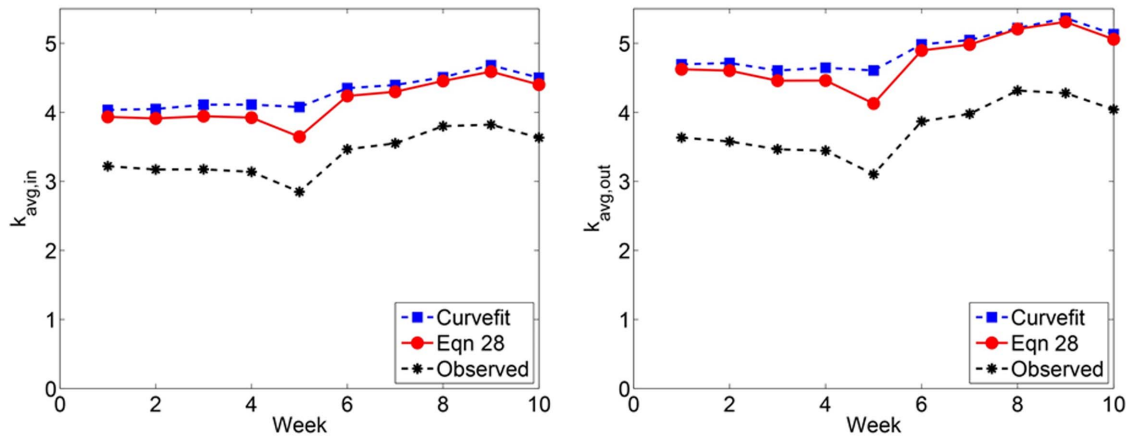 5
4
3
2
1
0
k avg,in
0 2 4 6 8 10
Week
Curvefit
Eqn 28
Observed
5
4
3
2
1
0
k avg,out
0 2 4 6 8 10
Week
Curvefit
Eqn 28
Observed